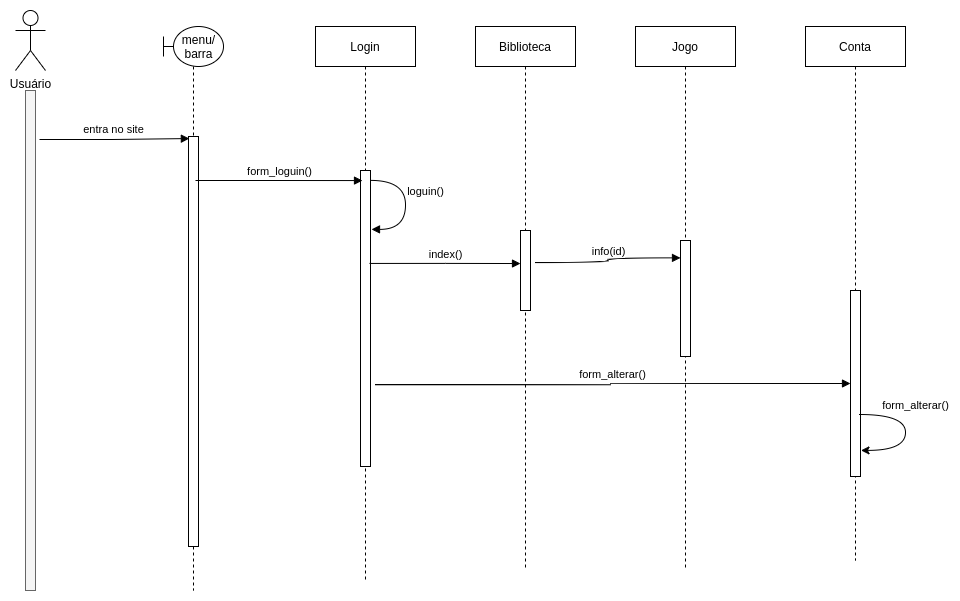 menu/
barra
Login
Biblioteca
Jogo
Conta
Usuário
entra no site
form_loguin()
loguin()
index()
info(id)
form_alterar()
form_alterar()